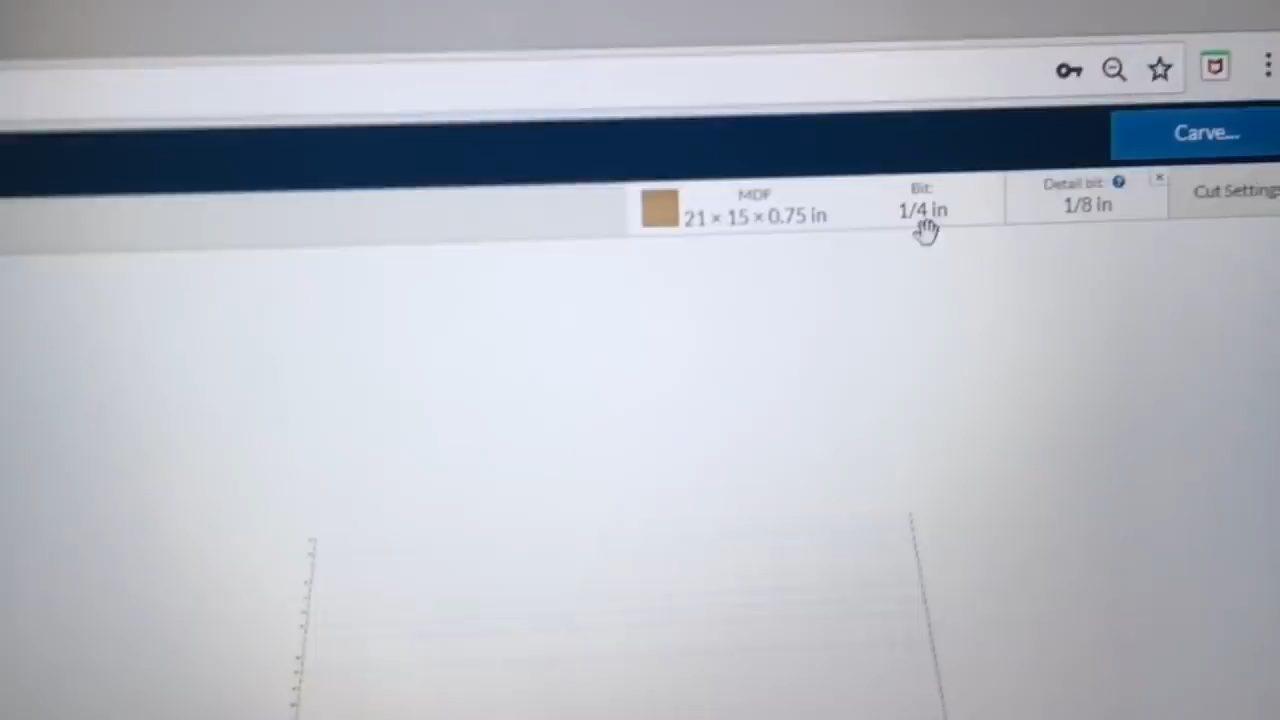 Carve...
MDF
21 × 15 × 0.75 in
Bit:
1/4 in
Detail bit: ?
1/8 in
Cut Settings